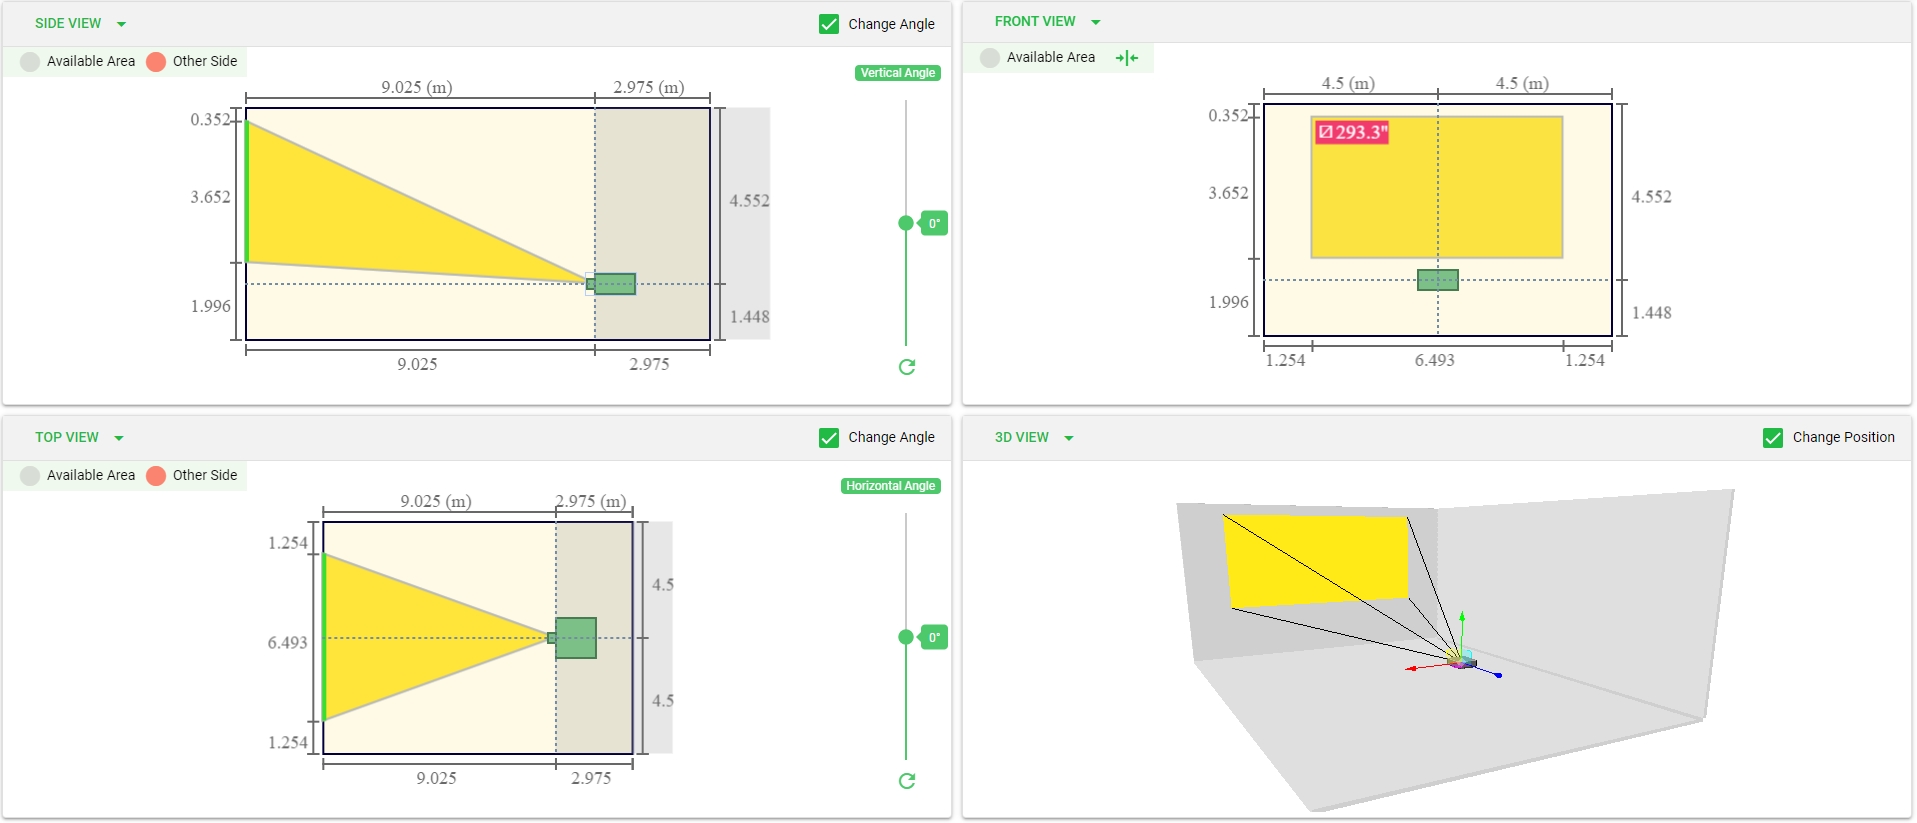 SIDE VIEW
Change Angle
Available Area
Other Side
Vertical Angle
9.025 (m)
2.975 (m)
0.352
3.652
4.552
0°
1.996
1.448
9.025
2.975
FRONT VIEW
Available Area
4.5 (m)
4.5 (m)
0.352
293.3"
3.652
4.552
1.996
1.448
1.254
6.493
1.254
TOP VIEW
Change Angle
Available Area
Other Side
Horizontal Angle
9.025 (m)
2.975 (m)
1.254
4.5
6.493
0°
4.5
1.254
9.025
2.975
3D VIEW
Change Position